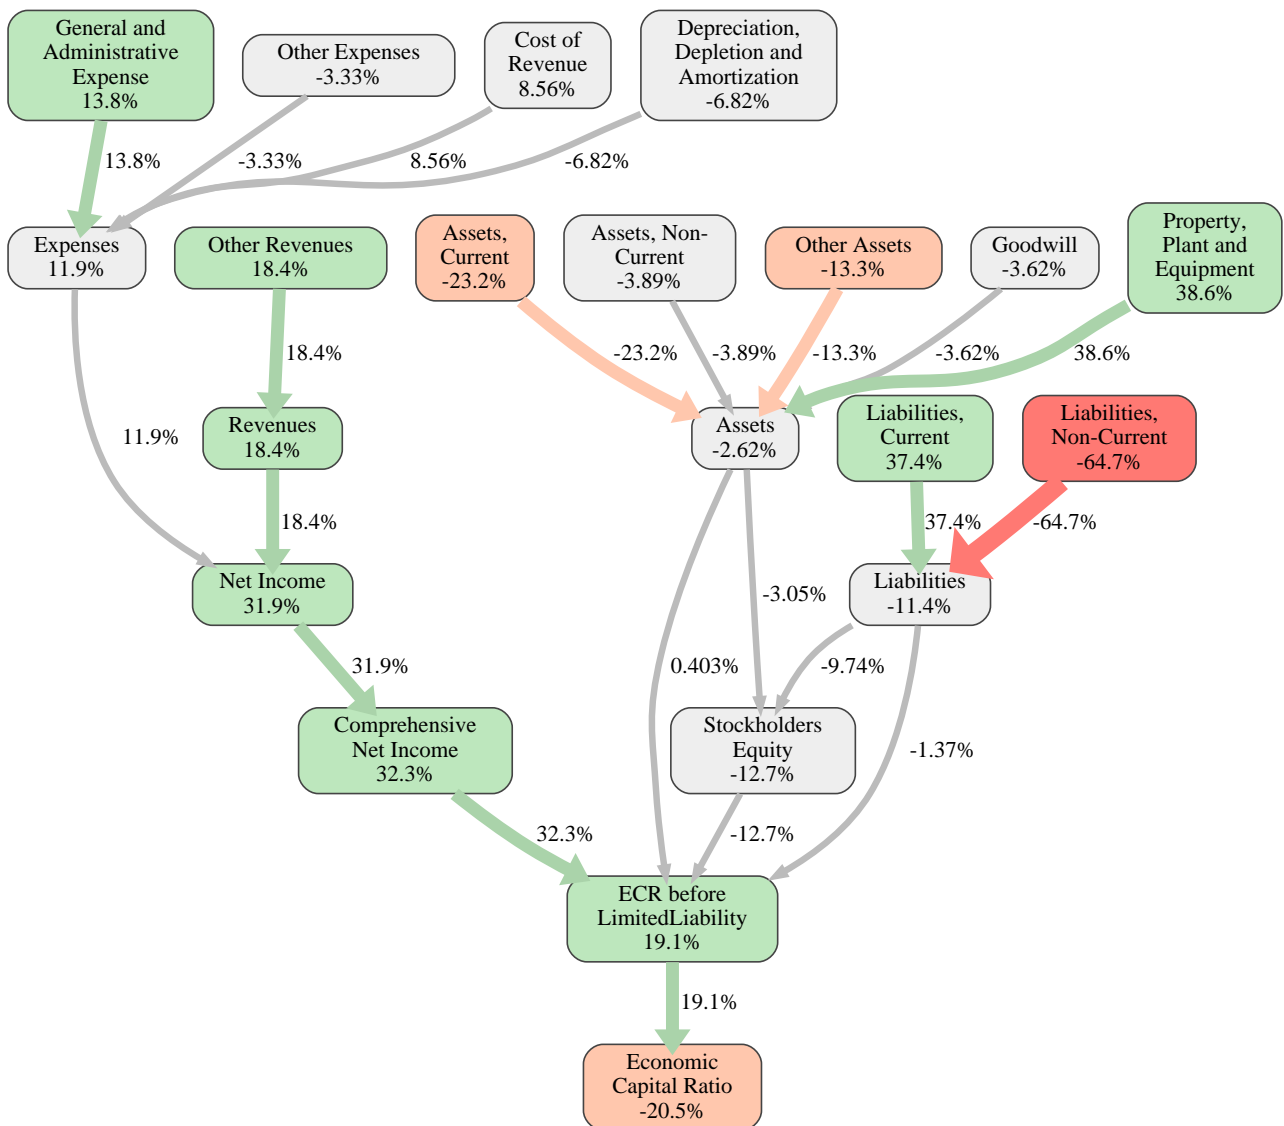 General and
Administrative
Expense
13.8%
Other Expenses
-3.33%
Cost of
Revenue
8.56%
Depreciation,
Depletion and
Amortization
-6.82%
13.8%
-3.33%
8.56%
-6.82%
Expenses
11.9%
Other Revenues
18.4%
Assets,
Current
-23.2%
Assets, Non-
Current
-3.89%
Other Assets
-13.3%
Goodwill
-3.62%
Property,
Plant and
Equipment
38.6%
18.4%
-23.2%
-3.89%
-13.3%
-3.62%
38.6%
11.9%
Revenues
18.4%
Assets
-2.62%
Liabilities,
Current
37.4%
Liabilities,
Non-Current
-64.7%
18.4%
37.4%
-64.7%
Net Income
31.9%
-3.05%
Liabilities
-11.4%
31.9%
0.403%
-9.74%
Comprehensive
Net Income
32.3%
Stockholders
Equity
-12.7%
-1.37%
32.3%
-12.7%
ECR before
LimitedLiability
19.1%
19.1%
Economic
Capital Ratio
-20.5%